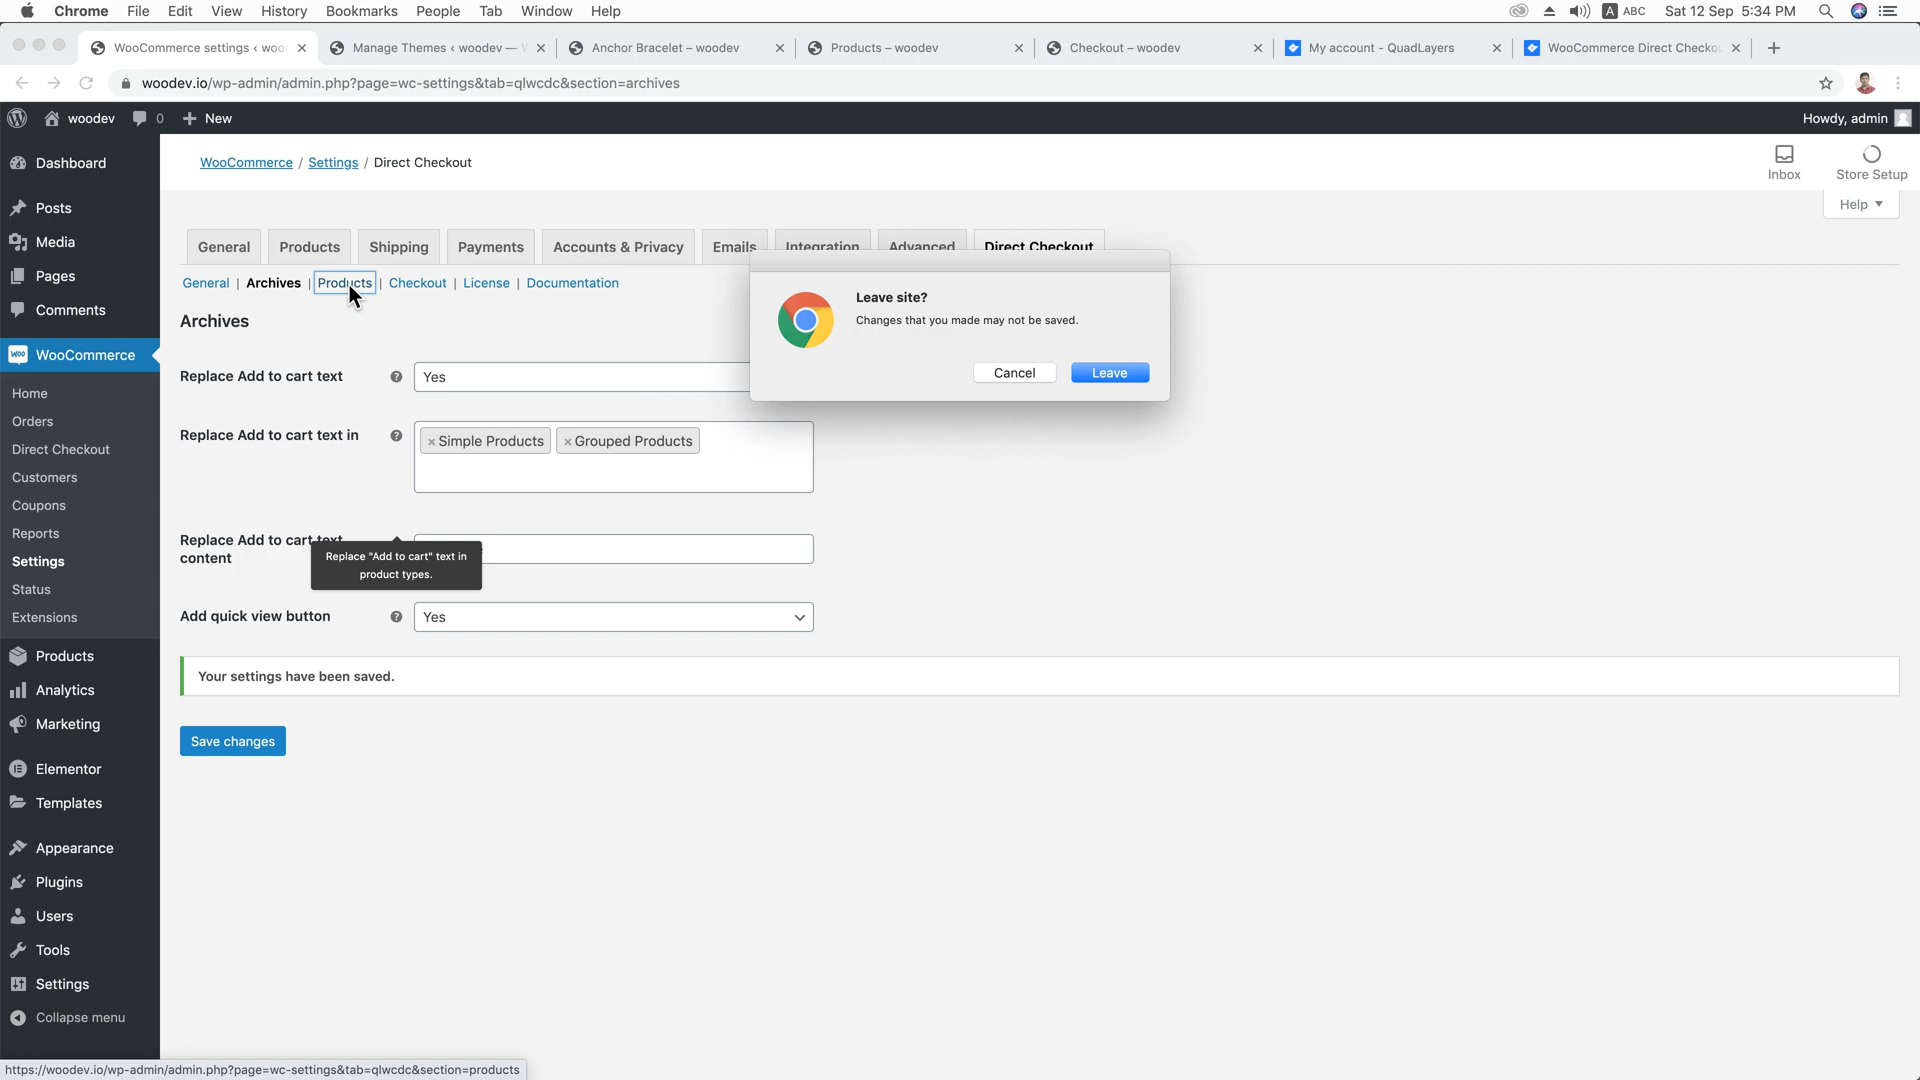 Chrome File Edit View History Bookmarks People Tab Window Help A ABC Sat 12 Sep 5:34 PM
WooCommerce settings ‹ woo Manage Themes ‹ woodev — Anchor Bracelet – woodev Products – woodev Checkout – woodev My account - QuadLayers WooCommerce Direct Checkou
woodev.io/wp-admin/admin.php?page=wc-settings&tab=qlwcdc&section=archives
woodev 0 New Howdy, admin
Dashboard
Posts
Media
Pages
Comments
woo WooCommerce
Home
Orders
Direct Checkout
Customers
Coupons
Reports
Settings
Status
Extensions
Products
Analytics
Marketing
Elementor
Templates
Appearance
Plugins
Users
Tools
Settings
Collapse menu
WooCommerce / Settings / Direct Checkout
Inbox
Store Setup
Help
General Products Shipping Payments Accounts & Privacy Emails Integration Advanced Direct Checkout
General | Archives | Products | Checkout | License | Documentation
Leave site?
Changes that you made may not be saved.
Cancel Leave
Archives
Replace Add to cart text ? Yes
Replace Add to cart text in ? × Simple Products × Grouped Products
Replace Add to cart text
content
Replace "Add to cart" text in
product types.
Add quick view button ? Yes
Your settings have been saved.
Save changes
https://woodev.io/wp-admin/admin.php?page=wc-settings&tab=qlwcdc&section=products